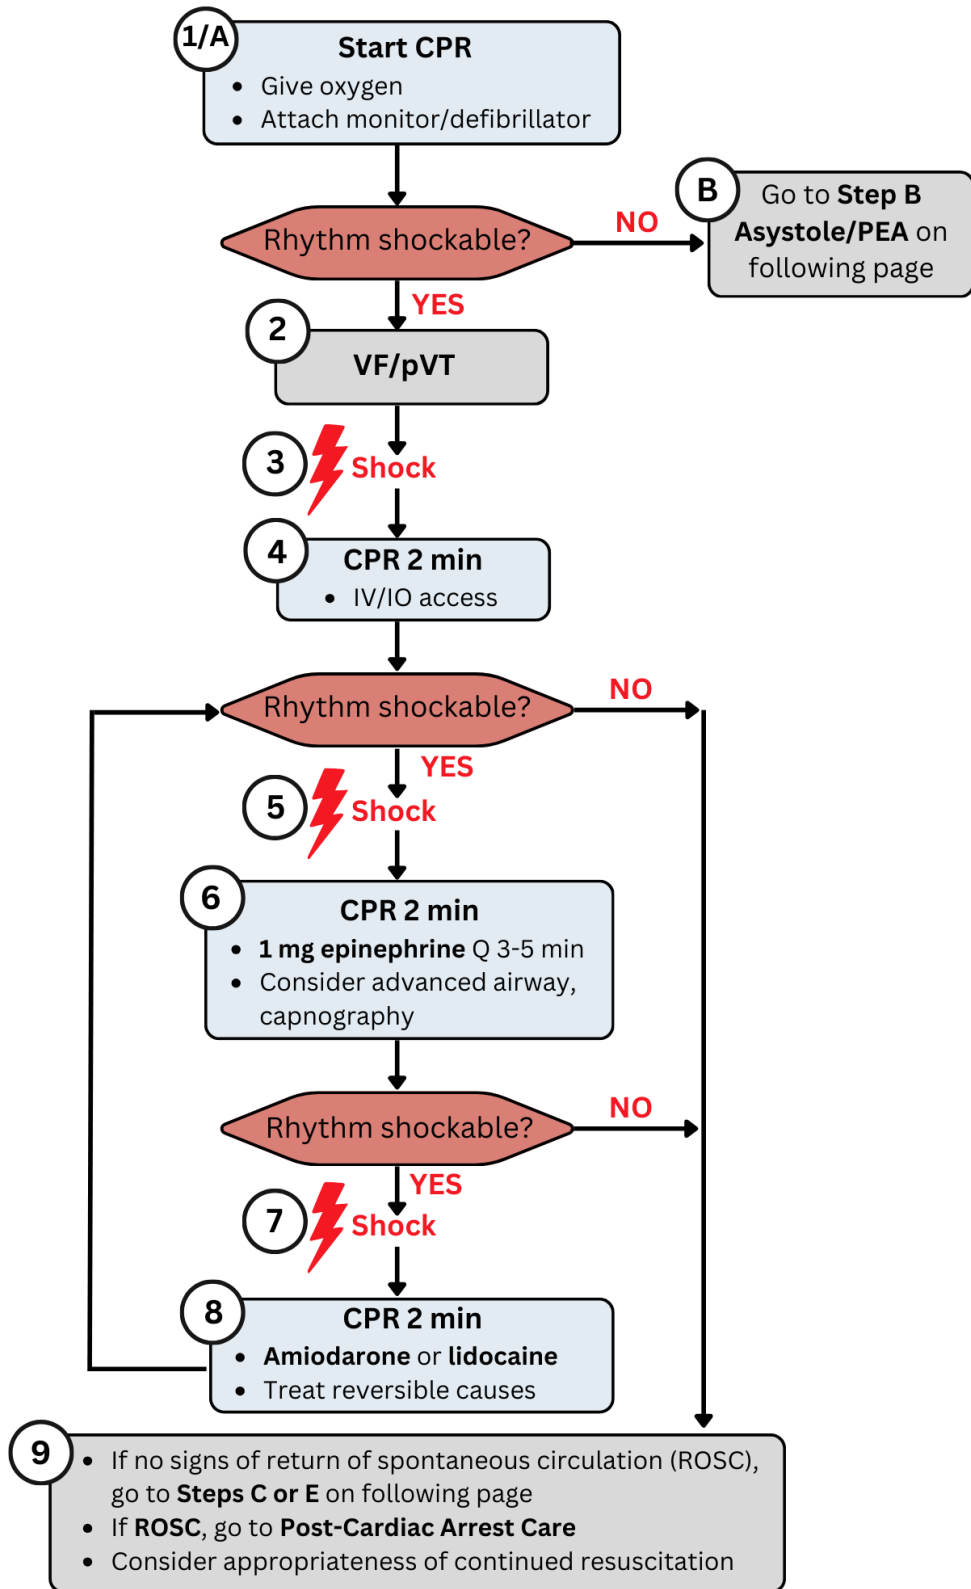 1/A
Start CPR
• Give oxygen
• Attach monitor/defibrillator
Rhythm shockable?
NO
B
Go to Step B
Asystole/PEA on
following page
YES
2
VF/pVT
3
Shock
4
CPR 2 min
• IV/IO access
Rhythm shockable?
NO
YES
5
Shock
6
CPR 2 min
• 1 mg epinephrine Q 3-5 min
• Consider advanced airway,
capnography
Rhythm shockable?
NO
YES
7
Shock
8
CPR 2 min
• Amiodarone or lidocaine
• Treat reversible causes
9
• If no signs of return of spontaneous circulation (ROSC),
go to Steps C or E on following page
• If ROSC, go to Post-Cardiac Arrest Care
• Consider appropriateness of continued resuscitation